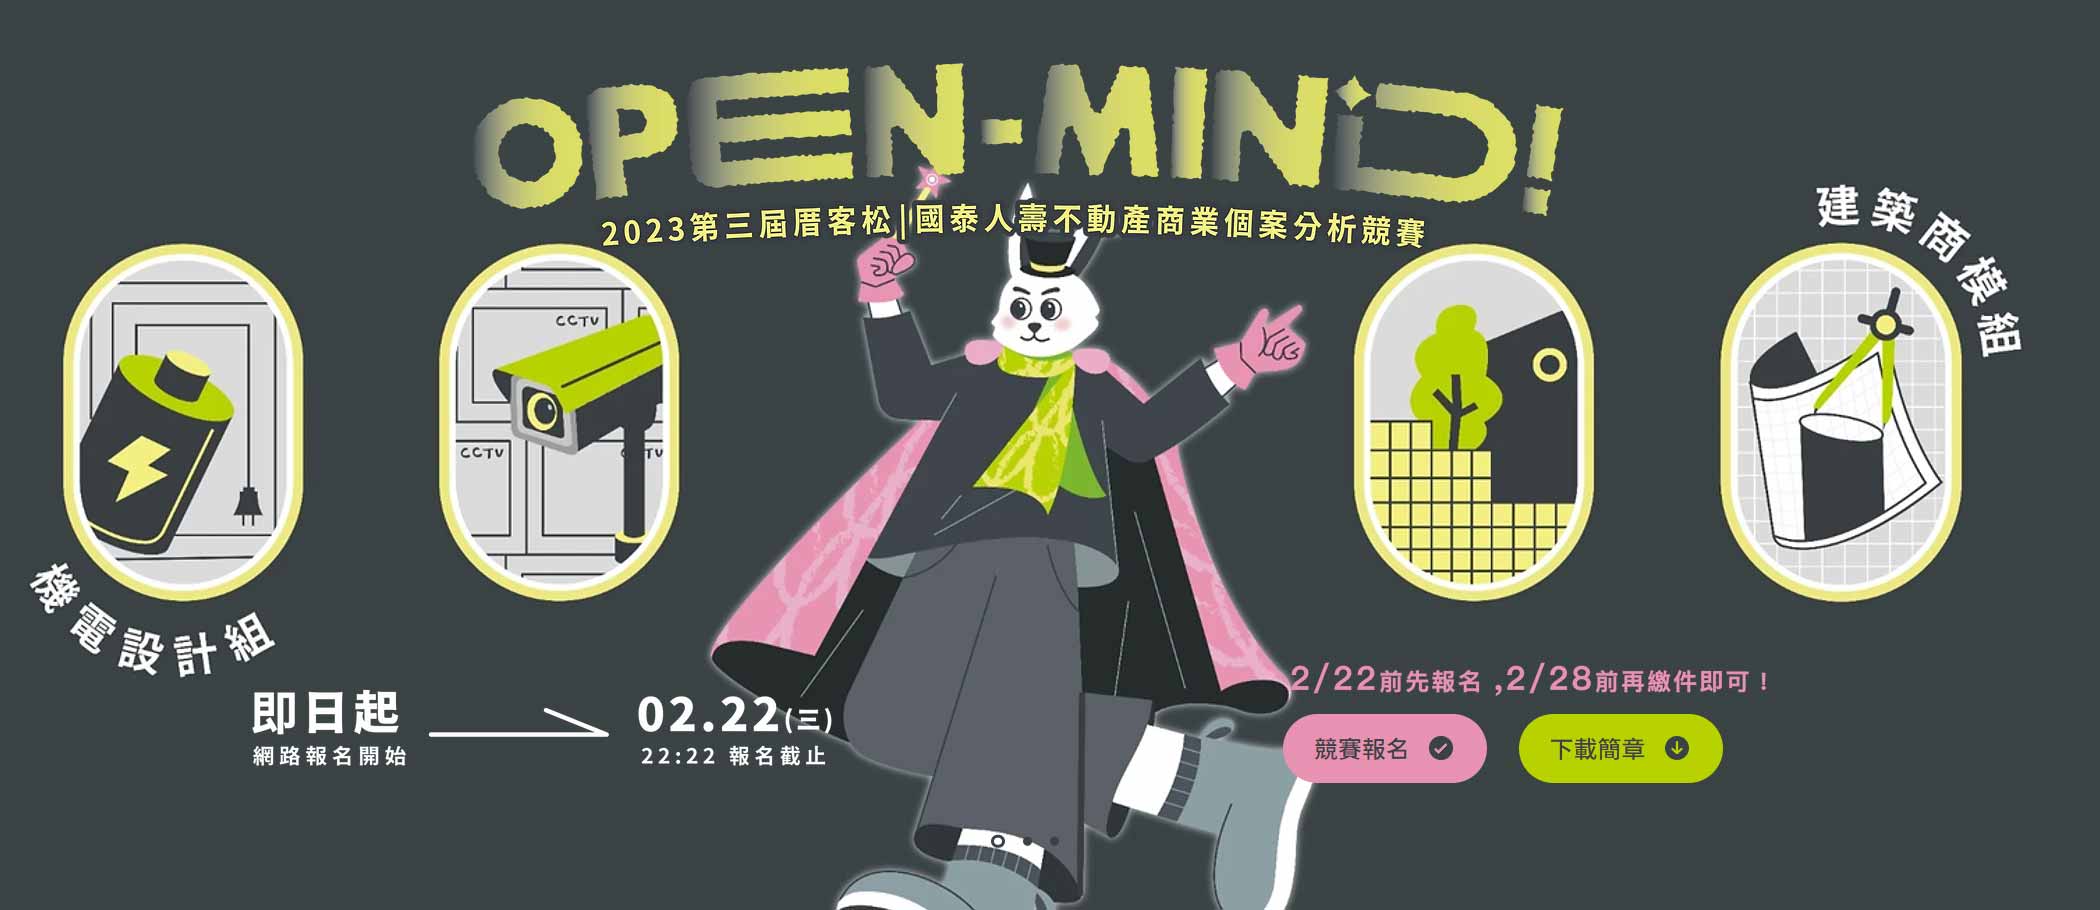 OPEN-MIND!
2023第三屆厝客松|國泰人壽不動產商業個案分析競賽
建築商模組
CCTV
CCTV
CTV
機電設計組
即日起
網路報名開始
02.22(三)
22:22 報名截止
2/22前先報名 ,2/28前再繳件即可！
競賽報名
下載簡章